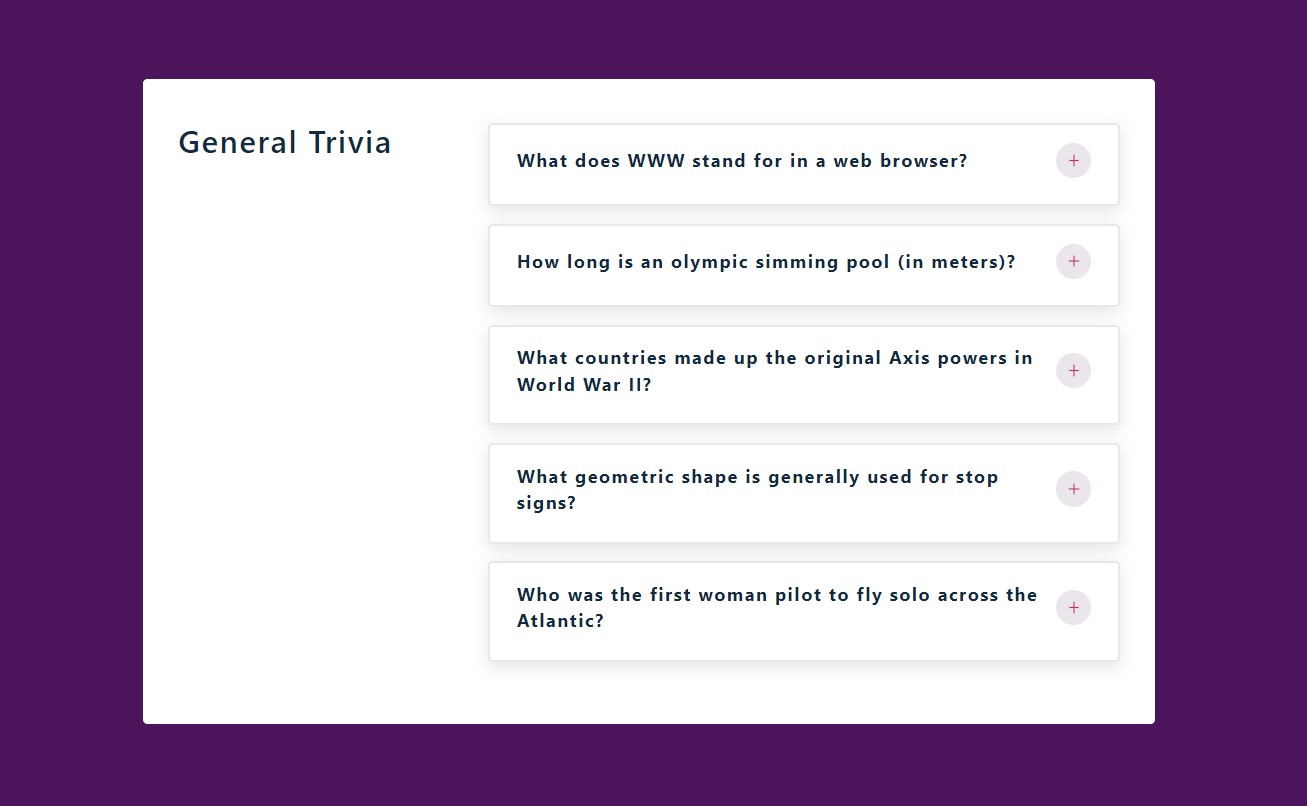 General Trivia
What does WWW stand for in a web browser?
+
How long is an olympic simming pool (in meters)?
+
What countries made up the original Axis powers in
World War II?
+
What geometric shape is generally used for stop
signs?
+
Who was the first woman pilot to fly solo across the
Atlantic?
+